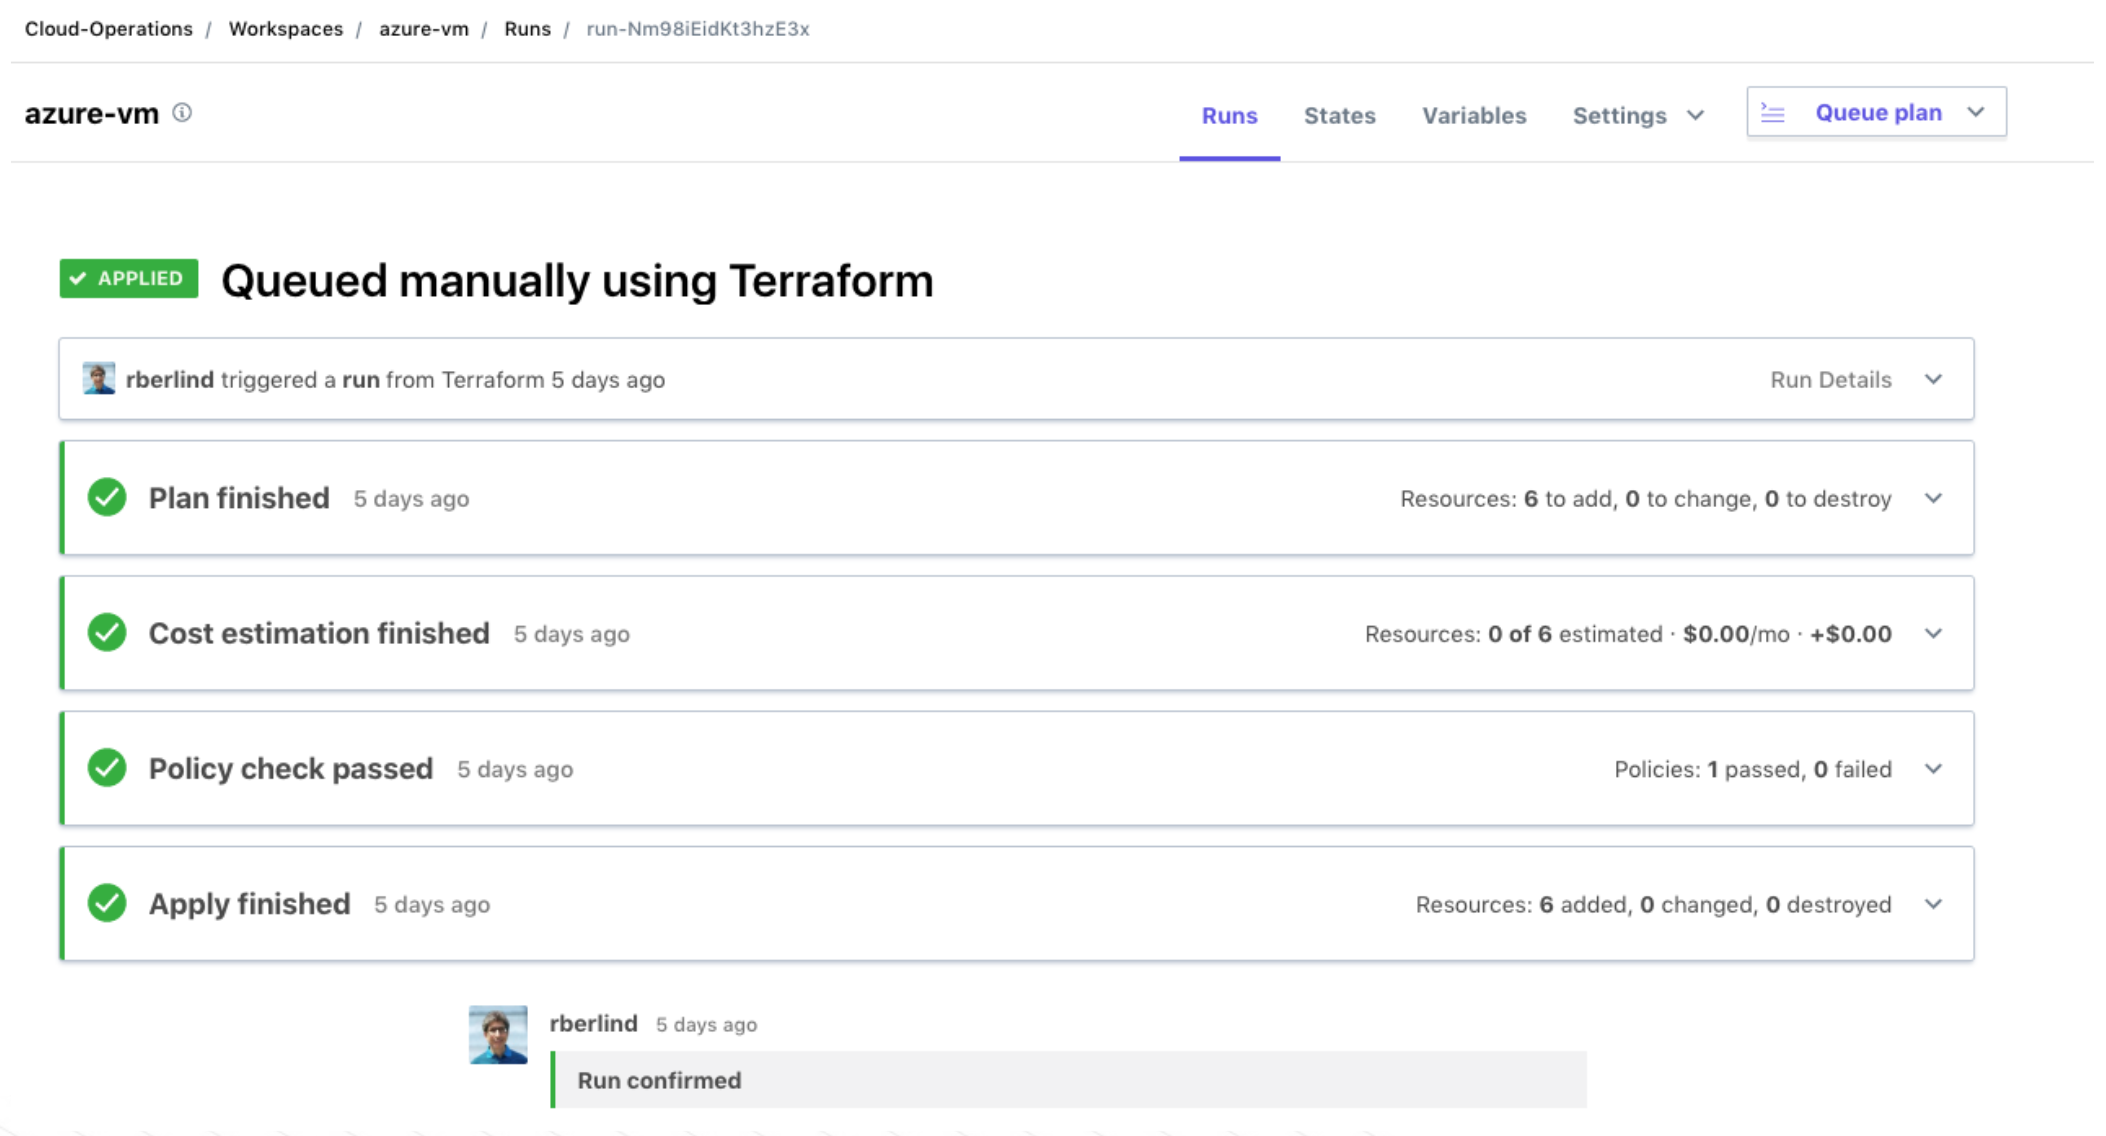 Cloud-Operations / Workspaces / azure-vm / Runs / run-Nm98iEidKt3hzE3x
azure-vm
Runs States Variables Settings Queue plan
APPLIED Queued manually using Terraform
rberlind triggered a run from Terraform 5 days ago Run Details
Plan finished 5 days ago Resources: 6 to add, 0 to change, 0 to destroy
Cost estimation finished 5 days ago Resources: 0 of 6 estimated · $0.00/mo · +$0.00
Policy check passed 5 days ago Policies: 1 passed, 0 failed
Apply finished 5 days ago Resources: 6 added, 0 changed, 0 destroyed
rberlind 5 days ago
Run confirmed